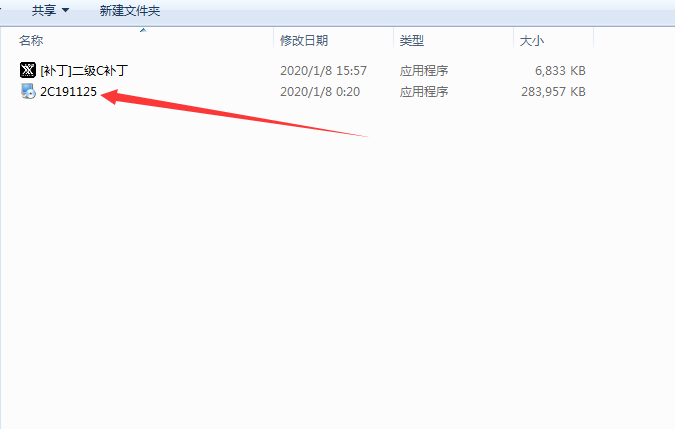 共享 新建文件夹
名称 修改日期 类型 大小
[补丁]二级C补丁 2020/1/8 15:57 应用程序 6,833 KB
2C191125 2020/1/8 0:20 应用程序 283,957 KB